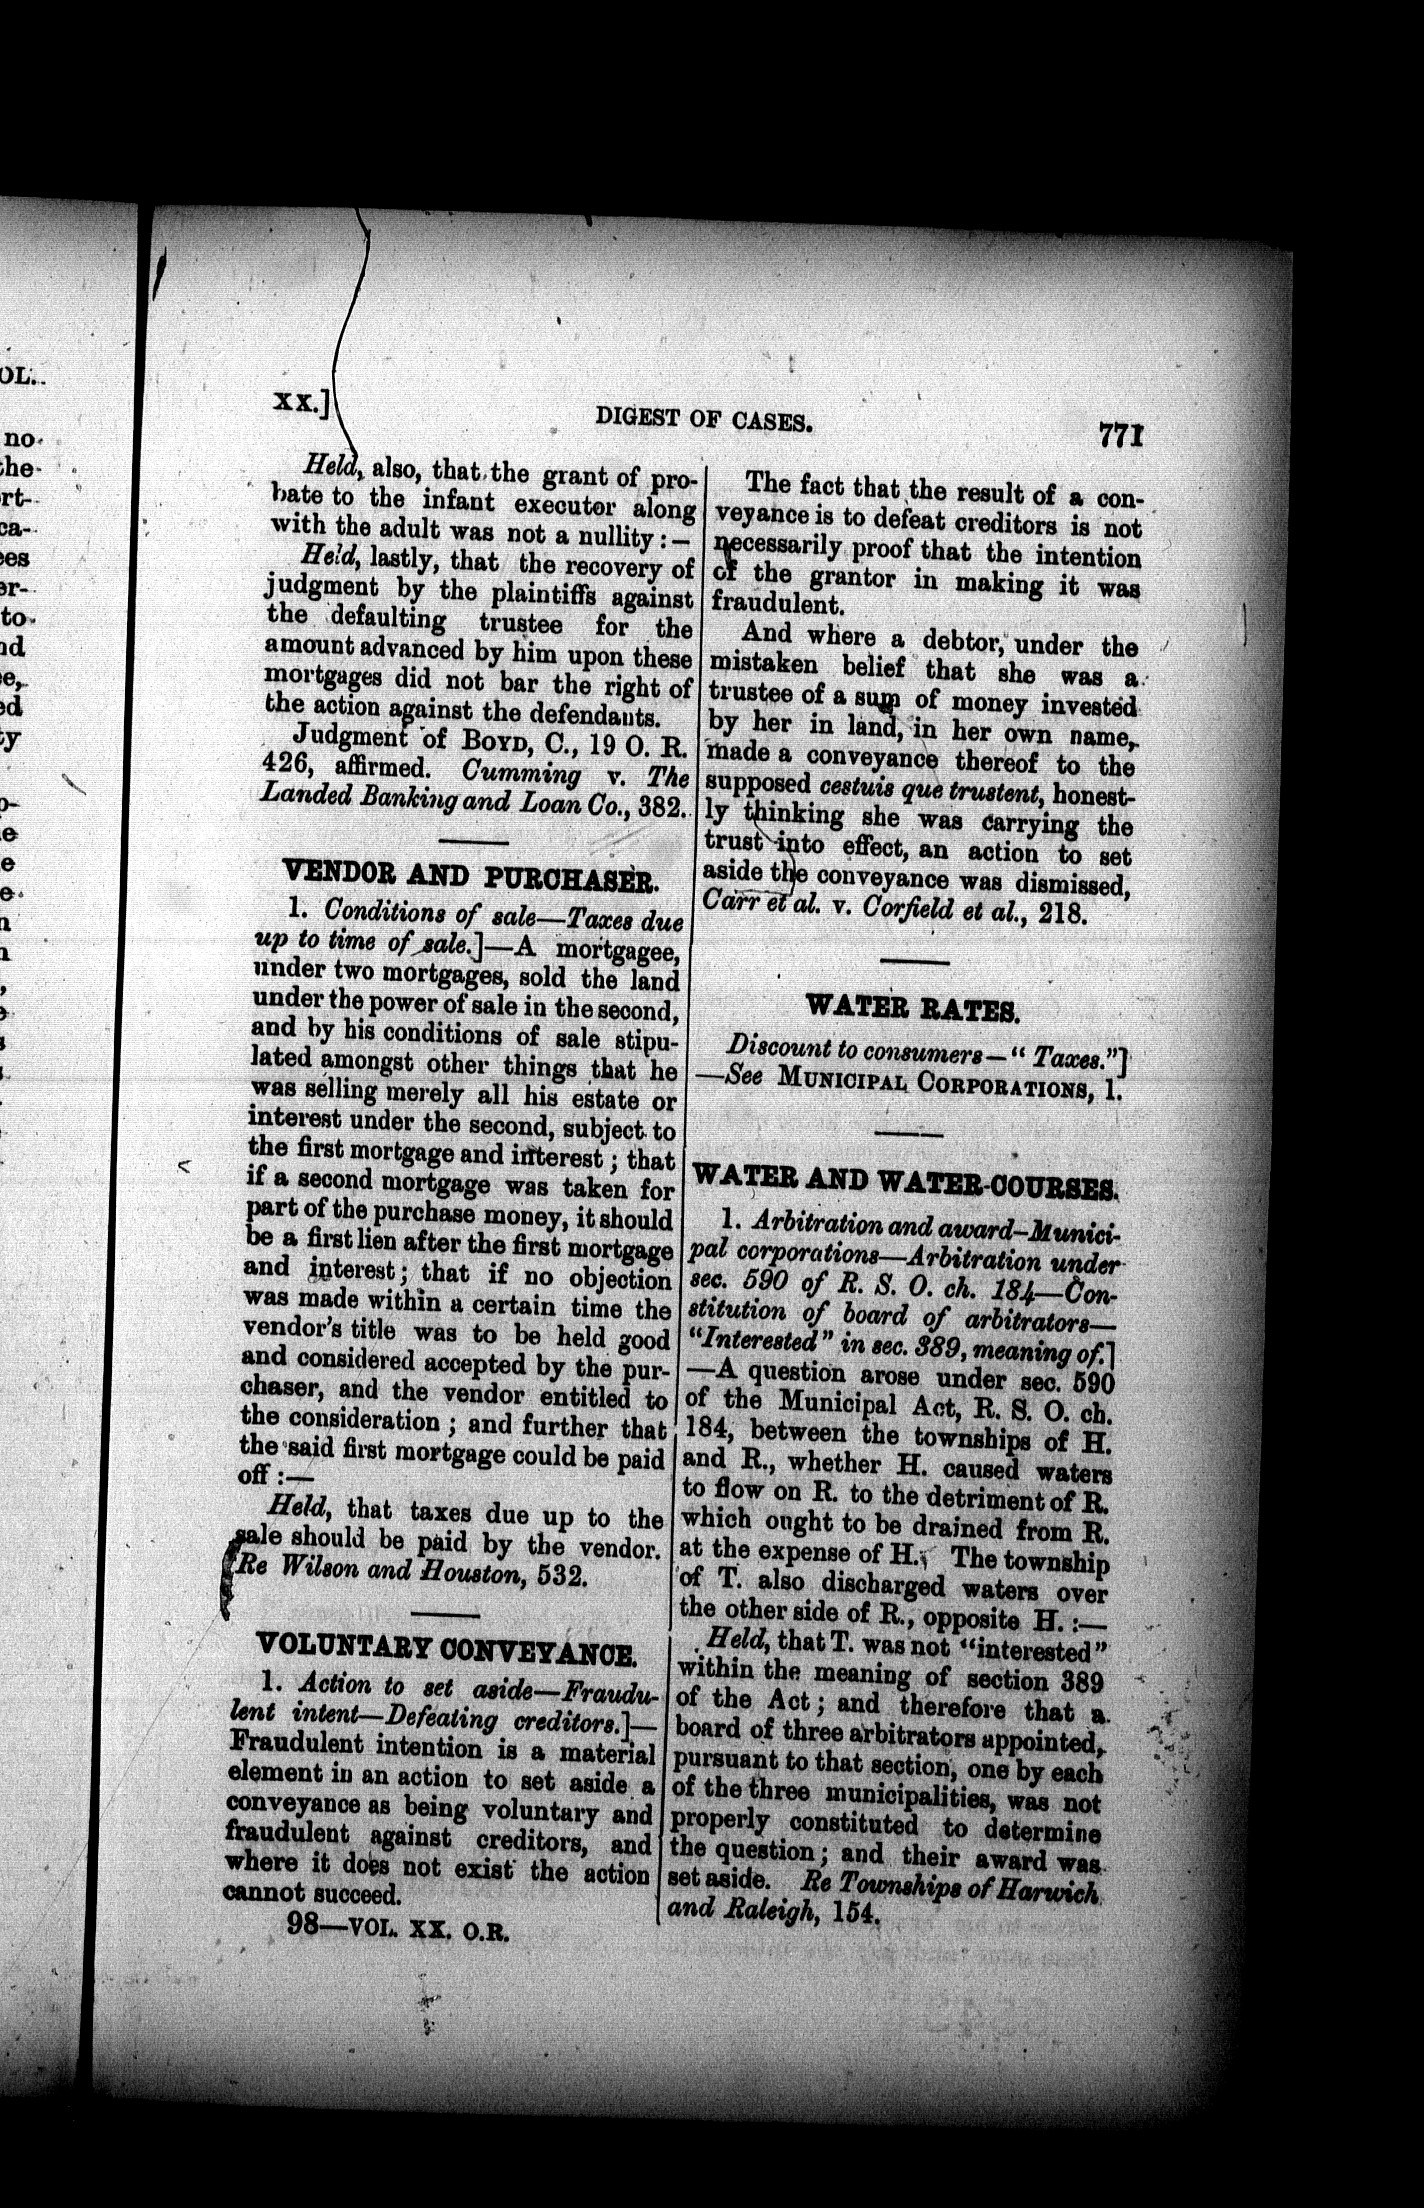 XX.] DIGEST OF CASES. 771
Held, also, that the grant of pro-
bate to the infant executor along
with the adult was not a nullity :—
Held, lastly, that the recovery of
judgment by the plaintiffs against
the defaulting trustee for the
amount advanced by him upon these
mortgages did not bar the right of
the action against the defendants.
Judgment of BOYD, C., 19 O. R.
426, affirmed. Cumming v. The
Landed Banking and Loan Co., 382.
VENDOR AND PURCHASER.
1. Conditions of sale—Taxes due
up to time of sale.]—A mortgagee,
under two mortgages, sold the land
under the power of sale in the second,
and by his conditions of sale stipu-
lated amongst other things that he
was selling merely all his estate or
interest under the second, subject to
the first mortgage and interest ; that
if a second mortgage was taken for
part of the purchase money, it should
be a first lien after the first mortgage
and interest ; that if no objection
was made within a certain time the
vendor's title was to be held good
and considered accepted by the pur-
chaser, and the vendor entitled to
the consideration ; and further that
the said first mortgage could be paid
off :—
Held, that taxes due up to the
sale should be paid by the vendor.
Re Wilson and Houston, 532.
VOLUNTARY CONVEYANCE.
1. Action to set aside—Fraudu-
lent intent—Defeating creditors.]—
Fraudulent intention is a material
element in an action to set aside a
conveyance as being voluntary and
fraudulent against creditors, and
where it does not exist the action
cannot succeed.
98—VOL. XX. O.R.
The fact that the result of a con-
veyance is to defeat creditors is not
necessarily proof that the intention
of the grantor in making it was
fraudulent.
And where a debtor, under the
mistaken belief that she was a
trustee of a sum of money invested
by her in land, in her own name,
made a conveyance thereof to the
supposed cestuis que trustent, honest-
ly thinking she was carrying the
trust into effect, an action to set
aside the conveyance was dismissed,
Carr et al. v. Corfield et al., 218.
WATER RATES.
Discount to consumers—“ Taxes.”]
—See MUNICIPAL CORPORATIONS, 1.
WATER AND WATER-COURSES.
1. Arbitration and award—Munici-
pal corporations—Arbitration under
sec. 590 of R. S. O. ch. 184—Con-
stitution of board of arbitrators—
“Interested” in sec. 389, meaning of.]
—A question arose under sec. 590
of the Municipal Act, R. S. O. ch.
184, between the townships of H.
and R., whether H. caused waters
to flow on R. to the detriment of R.
which ought to be drained from R.
at the expense of H. The township
of T. also discharged waters over
the other side of R., opposite H. :—
Held, that T. was not “interested”
within the meaning of section 389
of the Act ; and therefore that a
board of three arbitrators appointed,
pursuant to that section, one by each
of the three municipalities, was not
properly constituted to determine
the question ; and their award was
set aside. Re Townships of Harwich
and Raleigh, 154.